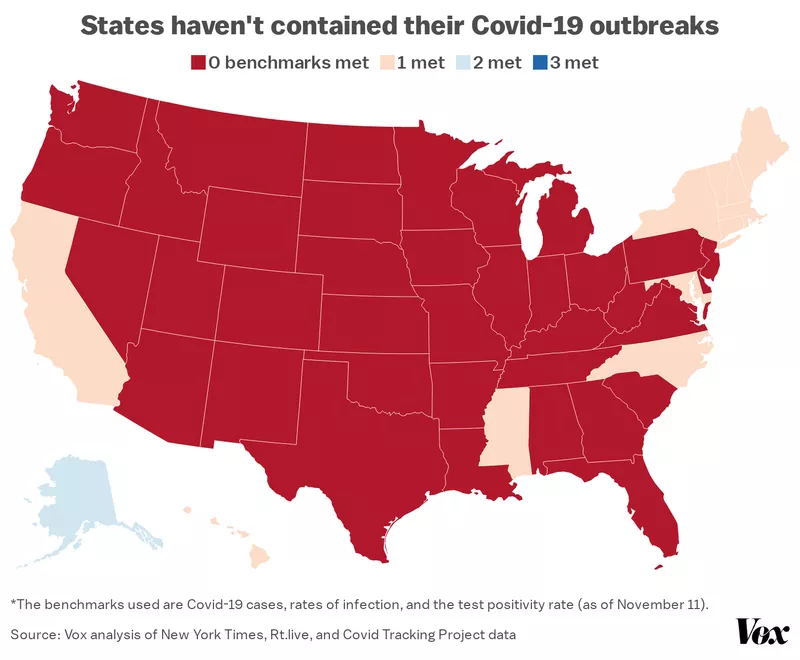 States haven't contained their Covid-19 outbreaks
0 benchmarks met 1 met 2 met 3 met
*The benchmarks used are Covid-19 cases, rates of infection, and the test positivity rate (as of November 11).
Source: Vox analysis of New York Times, Rt.live, and Covid Tracking Project data
Vox